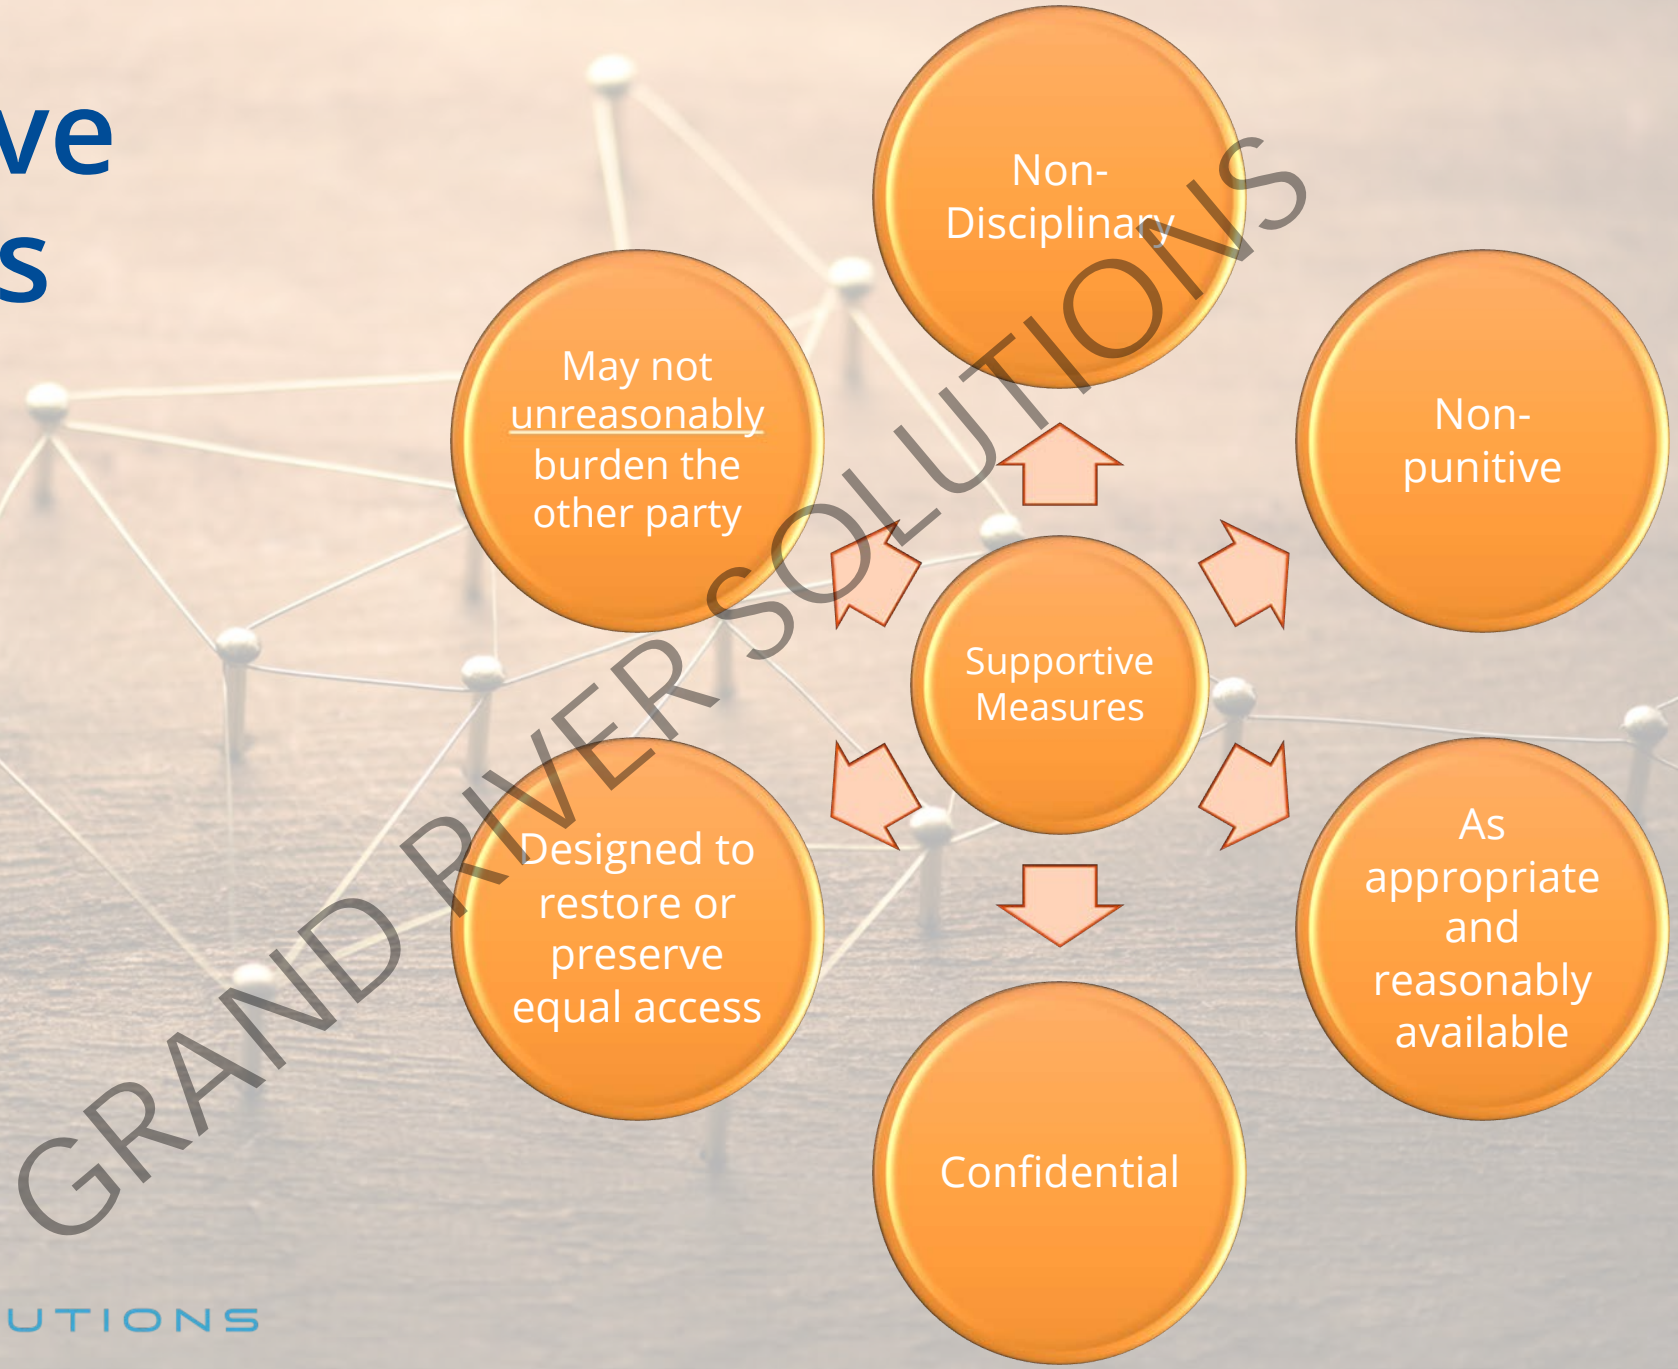 ve
s
Non-
Disciplinary
Non-
punitive
As
appropriate
and
reasonably
available
Confidential
Designed to
restore or
preserve
equal access
May not
unreasonably
burden the
other party
Supportive
Measures
GRAND RIVER SOLUTIONS
UTIONS